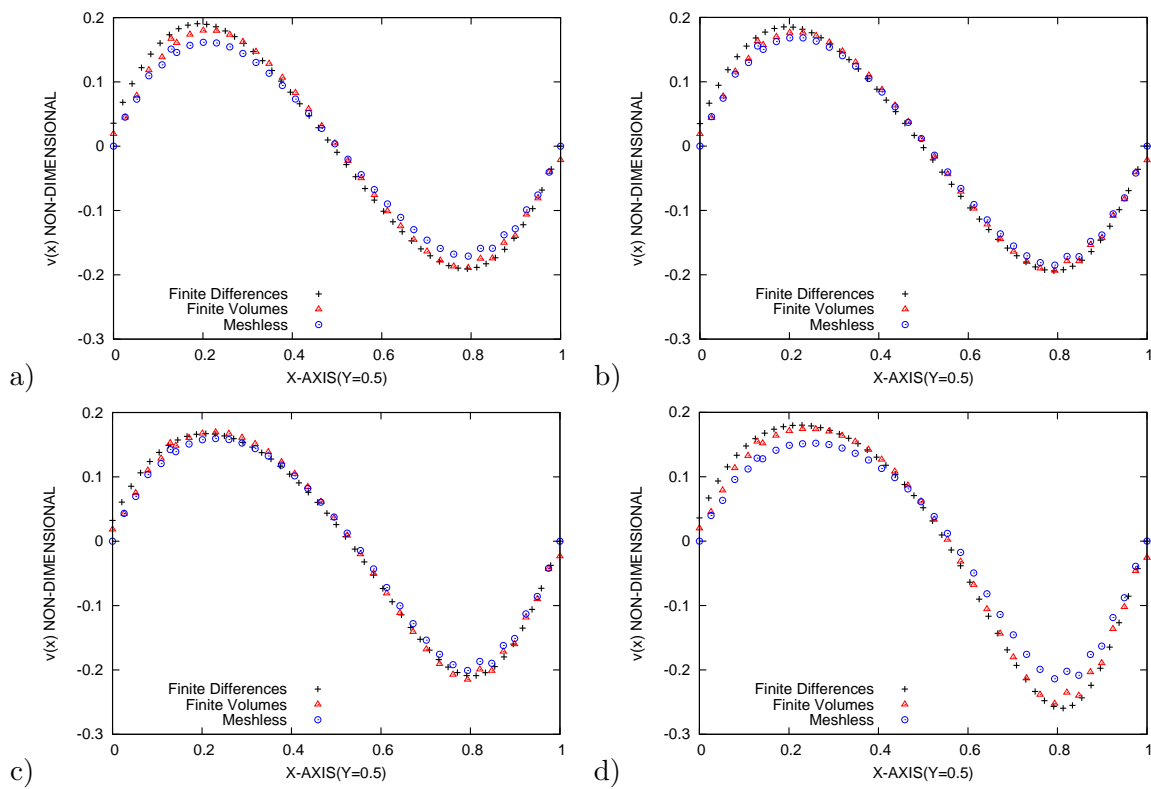 0.2
0.1
0
-0.1
-0.2
-0.3
v(x) NON-DIMENSIONAL
Finite Differences
Finite Volumes
Meshless
0 0.2 0.4 0.6 0.8 1
X-AXIS(Y=0.5)
a)
0.2
0.1
0
-0.1
-0.2
-0.3
v(x) NON-DIMENSIONAL
Finite Differences
Finite Volumes
Meshless
0 0.2 0.4 0.6 0.8 1
X-AXIS(Y=0.5)
b)
0.2
0.1
0
-0.1
-0.2
-0.3
v(x) NON-DIMENSIONAL
Finite Differences
Finite Volumes
Meshless
0 0.2 0.4 0.6 0.8 1
X-AXIS(Y=0.5)
c)
0.2
0.1
0
-0.1
-0.2
-0.3
v(x) NON-DIMENSIONAL
Finite Differences
Finite Volumes
Meshless
0 0.2 0.4 0.6 0.8 1
X-AXIS(Y=0.5)
d)